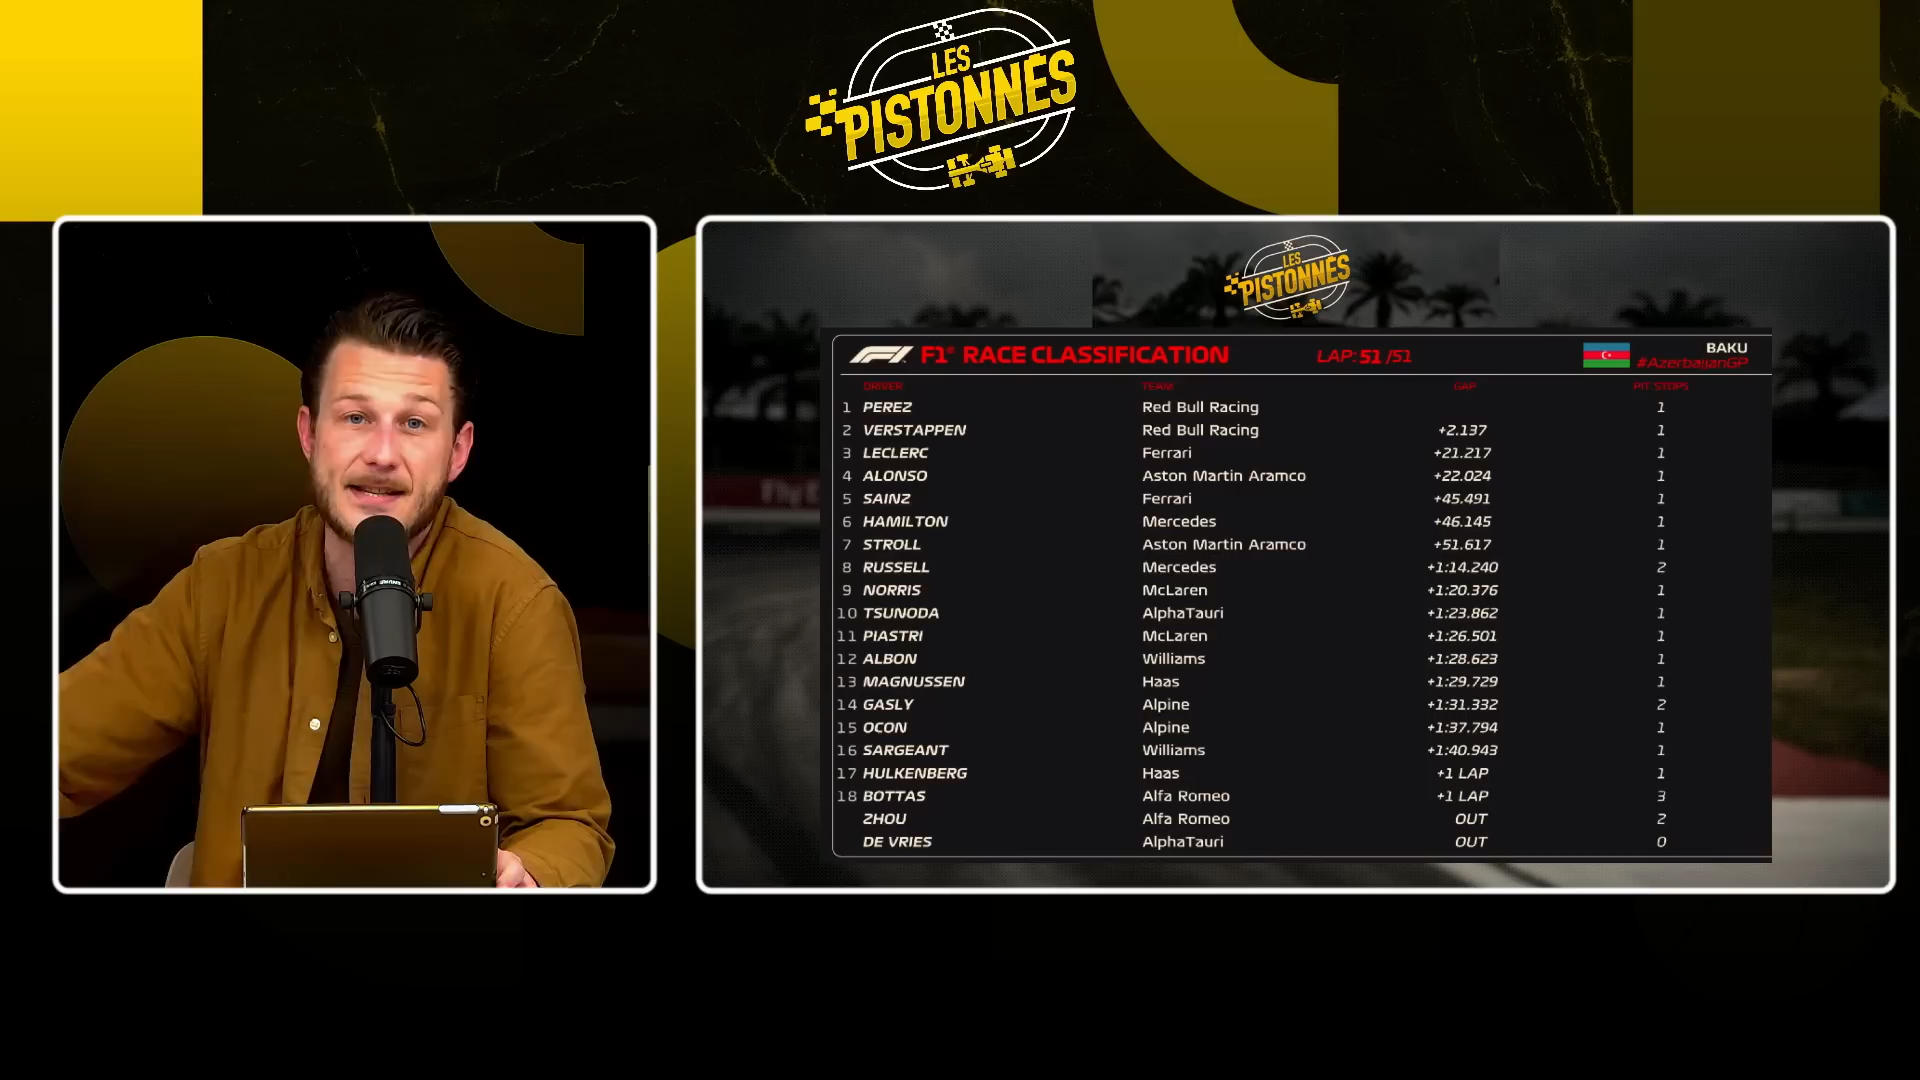 LES
PISTONNÉS
LES
PISTONNÉS
F1 F1® RACE CLASSIFICATION LAP: 51 /51 BAKU
#AzerbaijanGP
DRIVER TEAM GAP PIT STOPS
1 PEREZ Red Bull Racing 1
2 VERSTAPPEN Red Bull Racing +2.137 1
3 LECLERC Ferrari +21.217 1
4 ALONSO Aston Martin Aramco +22.024 1
5 SAINZ Ferrari +45.491 1
6 HAMILTON Mercedes +46.145 1
7 STROLL Aston Martin Aramco +51.617 1
8 RUSSELL Mercedes +1:14.240 2
9 NORRIS McLaren +1:20.376 1
10 TSUNODA AlphaTauri +1:23.862 1
11 PIASTRI McLaren +1:26.501 1
12 ALBON Williams +1:28.623 1
13 MAGNUSSEN Haas +1:29.729 1
14 GASLY Alpine +1:31.332 2
15 OCON Alpine +1:37.794 1
16 SARGEANT Williams +1:40.943 1
17 HULKENBERG Haas +1 LAP 1
18 BOTTAS Alfa Romeo +1 LAP 3
ZHOU Alfa Romeo OUT 2
DE VRIES AlphaTauri OUT 0